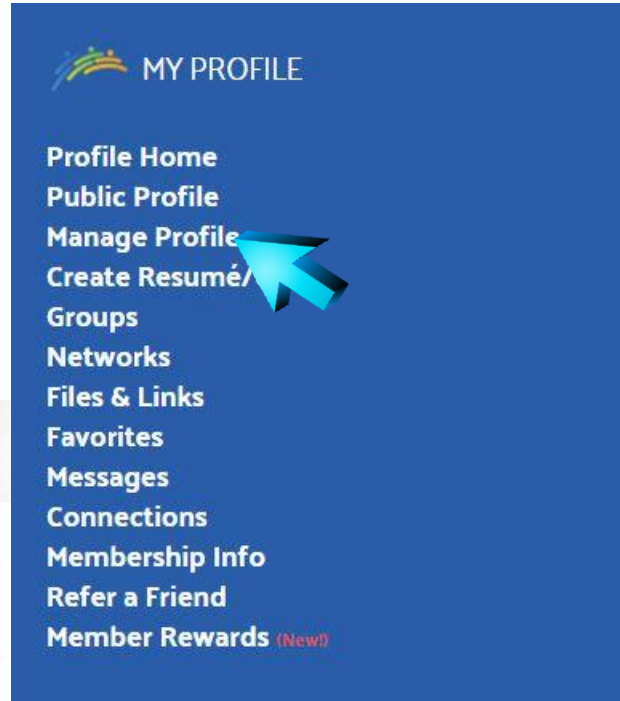 MY PROFILE
Profile Home
Public Profile
Manage Profile
Create Resumé/
Groups
Networks
Files & Links
Favorites
Messages
Connections
Membership Info
Refer a Friend
Member Rewards (New!)